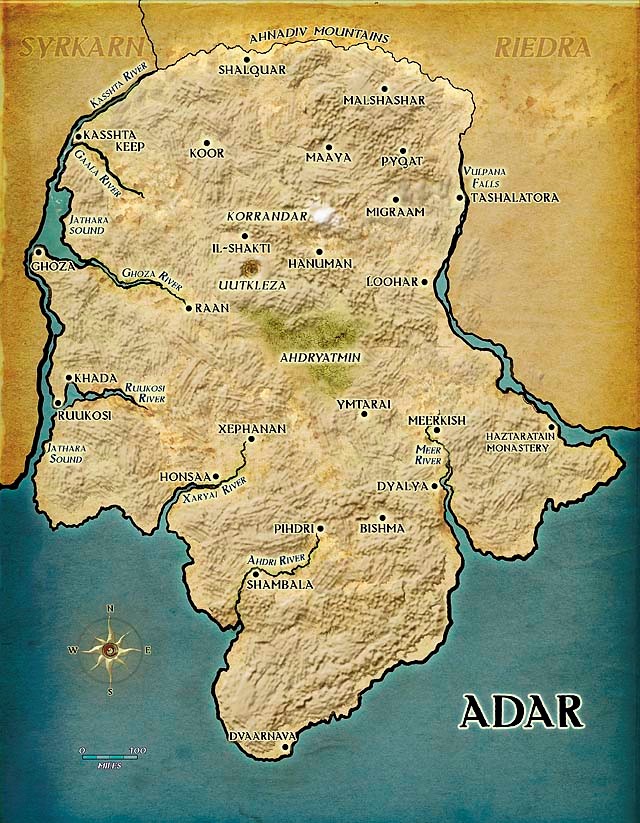 SYRKARN
AHNADIV MOUNTAINS
RIEDRA
SHALQUAR
KASSHTA RIVER
MALSHASHAR
KASSHTA
KEEP
KOOR
MAAYA
PYQAT
GAALA RIVER
VULPANA
FALLS
TASHALATORA
MIGRAAM
KORRANDAR
JATHARA
SOUND
IL-SHAKTI
HANUMAN
GHOZA
GHOZA RIVER
UUTKLEZA
LOOHAR
RAAN
AHDRYATMIN
KHADA
RUUKOSI
RIVER
RUUKOSI
YMTARAI
XEPHANAN
MEERKISH
HAZTARATAIN
MONASTERY
JATHARA
SOUND
MEER
RIVER
HONSAA
XARYAI RIVER
DYALYA
PIHDRI
BISHMA
AHDRI RIVER
SHAMBALA
N
W
E
S
ADAR
DVAARNAVA
0 100
MILES